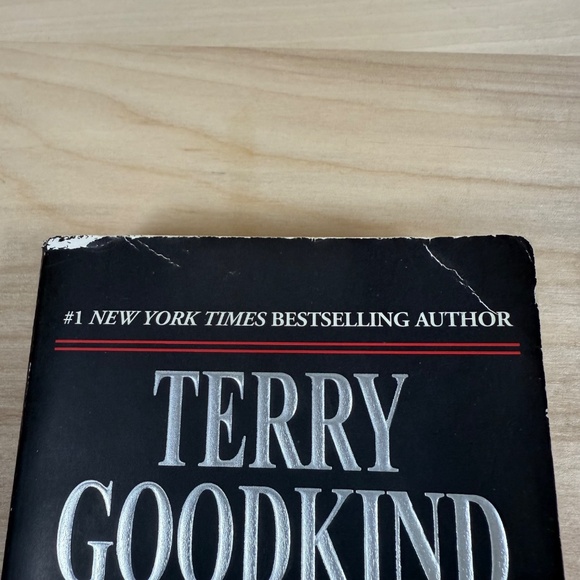 #1 NEW YORK TIMES BESTSELLING AUTHOR
TERRY
GOODKIND